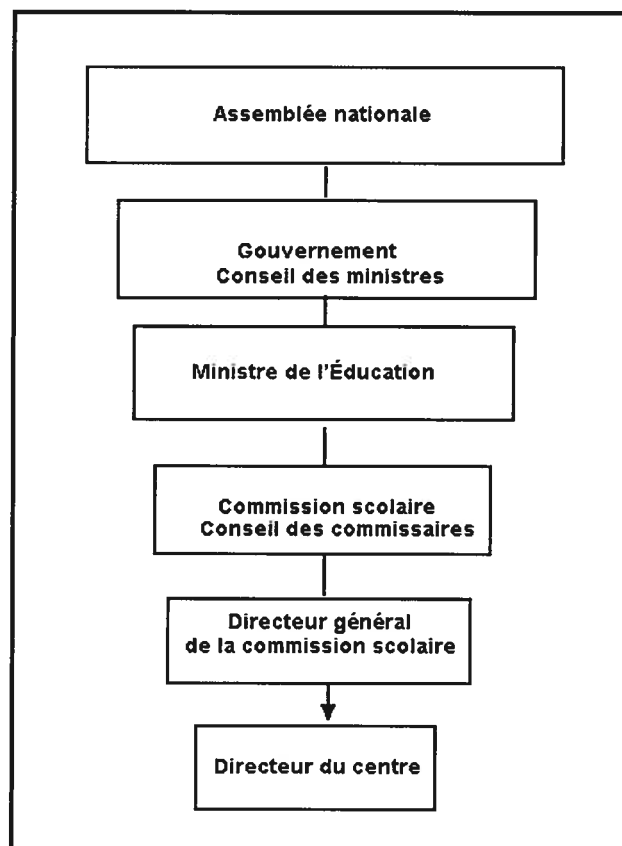 Assemblée nationale
Gouvernement
Conseil des ministres
Ministre de l'Éducation
Commission scolaire
Conseil des commissaires
Directeur général
de la commission scolaire
Directeur du centre